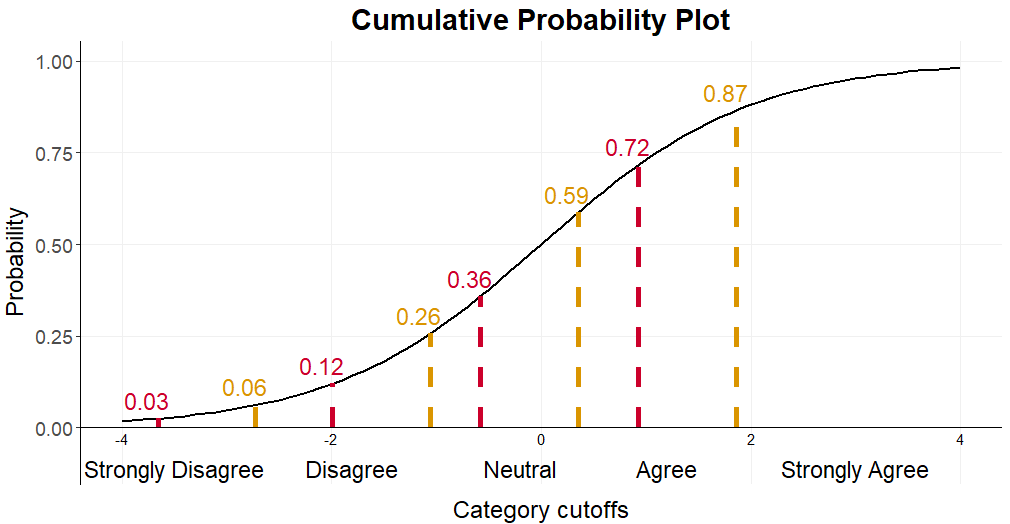 Cumulative Probability Plot
1.00
0.87
0.75
0.72
0.59
0.50
0.36
0.26
0.25
0.12
0.06
0.03
0.00
-4 -2 0 2 4
Strongly Disagree Disagree Neutral Agree Strongly Agree
Category cutoffs
Probability